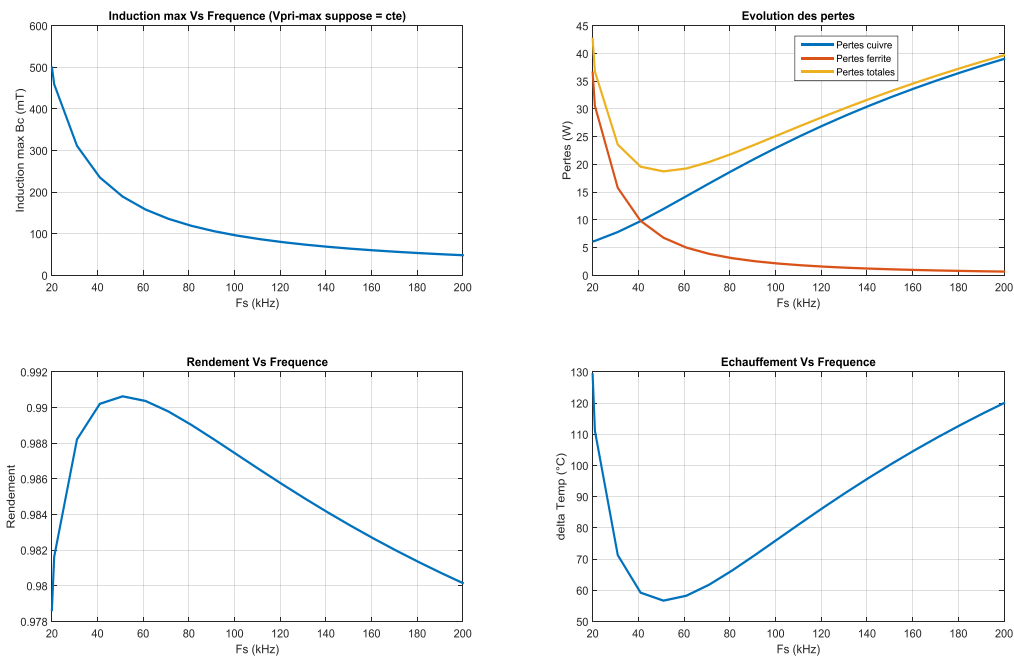 Induction max Vs Frequence (Vpri-max suppose = cte)
600
500
400
300
200
100
0
Induction max Bc (mT)
20 40 60 80 100 120 140 160 180 200
Fs (kHz)
Evolution des pertes
45
40
35
30
25
20
15
10
5
0
Pertes (W)
Pertes cuivre
Pertes ferrite
Pertes totales
20 40 60 80 100 120 140 160 180 200
Fs (kHz)
Rendement Vs Frequence
0.992
0.99
0.988
0.986
0.984
0.982
0.98
0.978
Rendement
20 40 60 80 100 120 140 160 180 200
Fs (kHz)
Echauffement Vs Frequence
130
120
110
100
90
80
70
60
50
delta Temp (°C)
20 40 60 80 100 120 140 160 180 200
Fs (kHz)